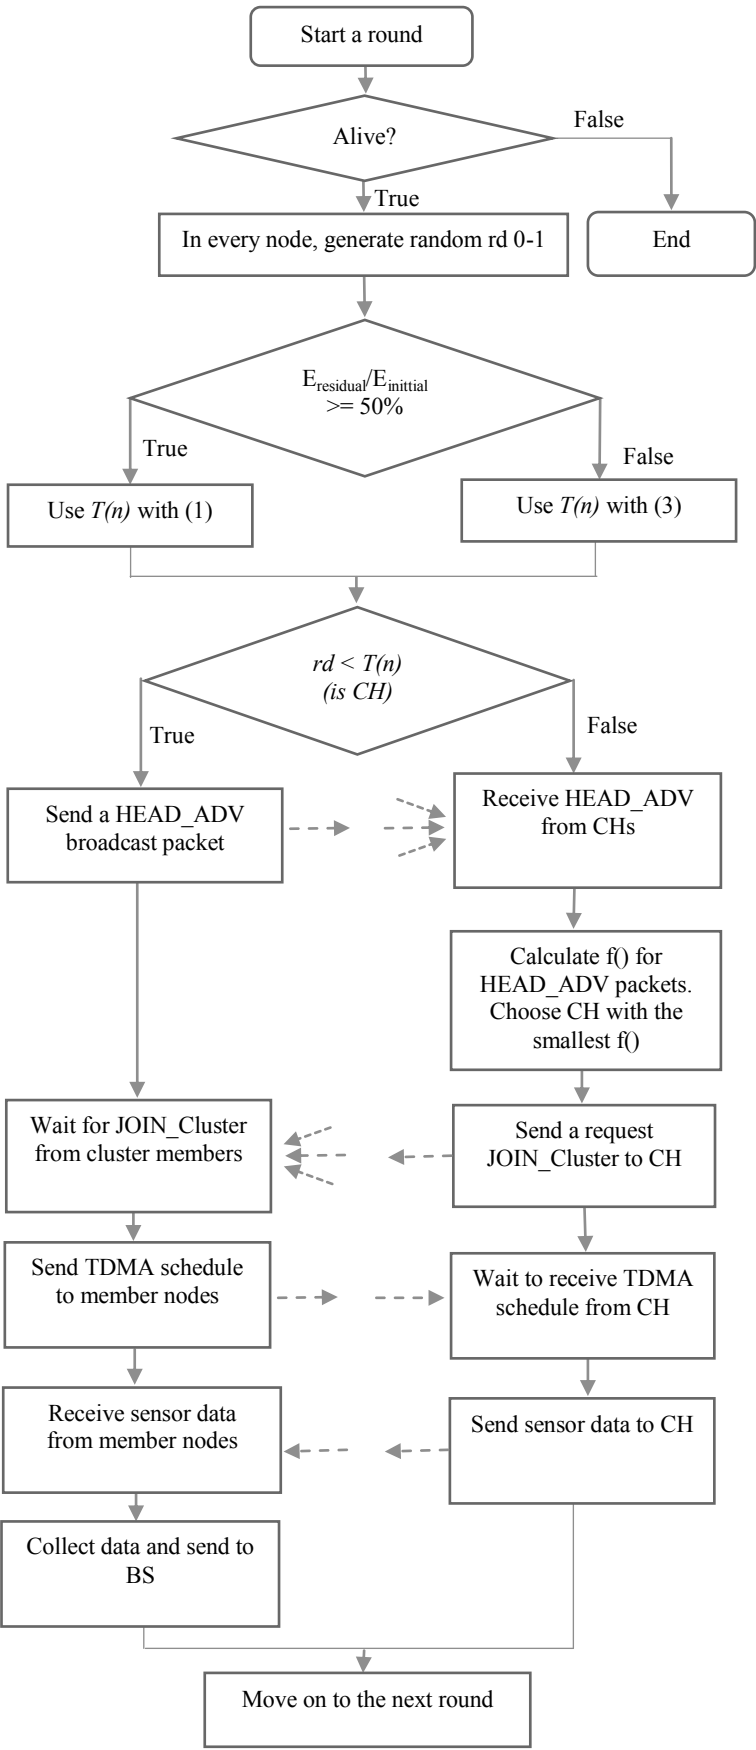 Start a round
Alive?
False
True
In every node, generate random rd 0-1
End
E_residual/E_inittial
>= 50%
True
False
Use T(n) with (1)
Use T(n) with (3)
rd < T(n)
(is CH)
True
False
Send a HEAD_ADV
broadcast packet
Receive HEAD_ADV
from CHs
Calculate f() for
HEAD_ADV packets.
Choose CH with the
smallest f()
Wait for JOIN_Cluster
from cluster members
Send a request
JOIN_Cluster to CH
Send TDMA schedule
to member nodes
Wait to receive TDMA
schedule from CH
Receive sensor data
from member nodes
Send sensor data to CH
Collect data and send to
BS
Move on to the next round